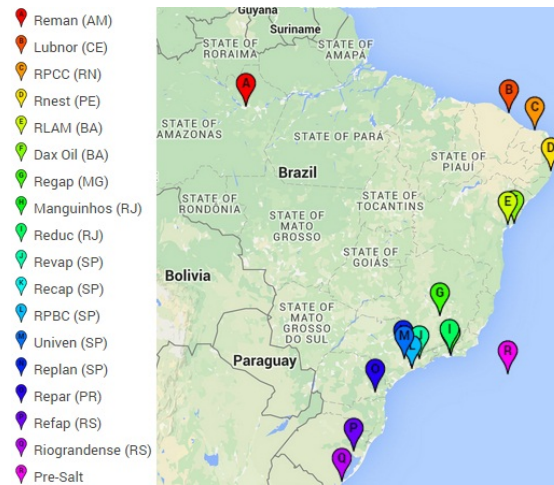 A Reman (AM)
B Lubnor (CE)
C RPCC (RN)
D Rnest (PE)
E RLAM (BA)
F Dax Oil (BA)
G Regap (MG)
H Manguinhos (RJ)
I Reduc (RJ)
J Revap (SP)
K Recap (SP)
L RPBC (SP)
M Univen (SP)
N Replan (SP)
O Repar (PR)
P Refap (RS)
Q Riograndense (RS)
R Pre-Salt
Guyana
Suriname
STATE OF
RORAIMA
STATE OF
AMAPÁ
A
B
C
STATE OF
AMAZONAS
STATE OF PARÁ
D
Brazil
STATE OF
PIAUÍ
STATE OF
RONDÔNIA
STATE OF
TOCANTINS
E
STATE OF
MATO
GROSSO
STATE OF
GOIÁS
Bolivia
G
STATE OF
MATO
GROSSO
DO SUL
M
J
I
L
R
Paraguay
O
P
Q